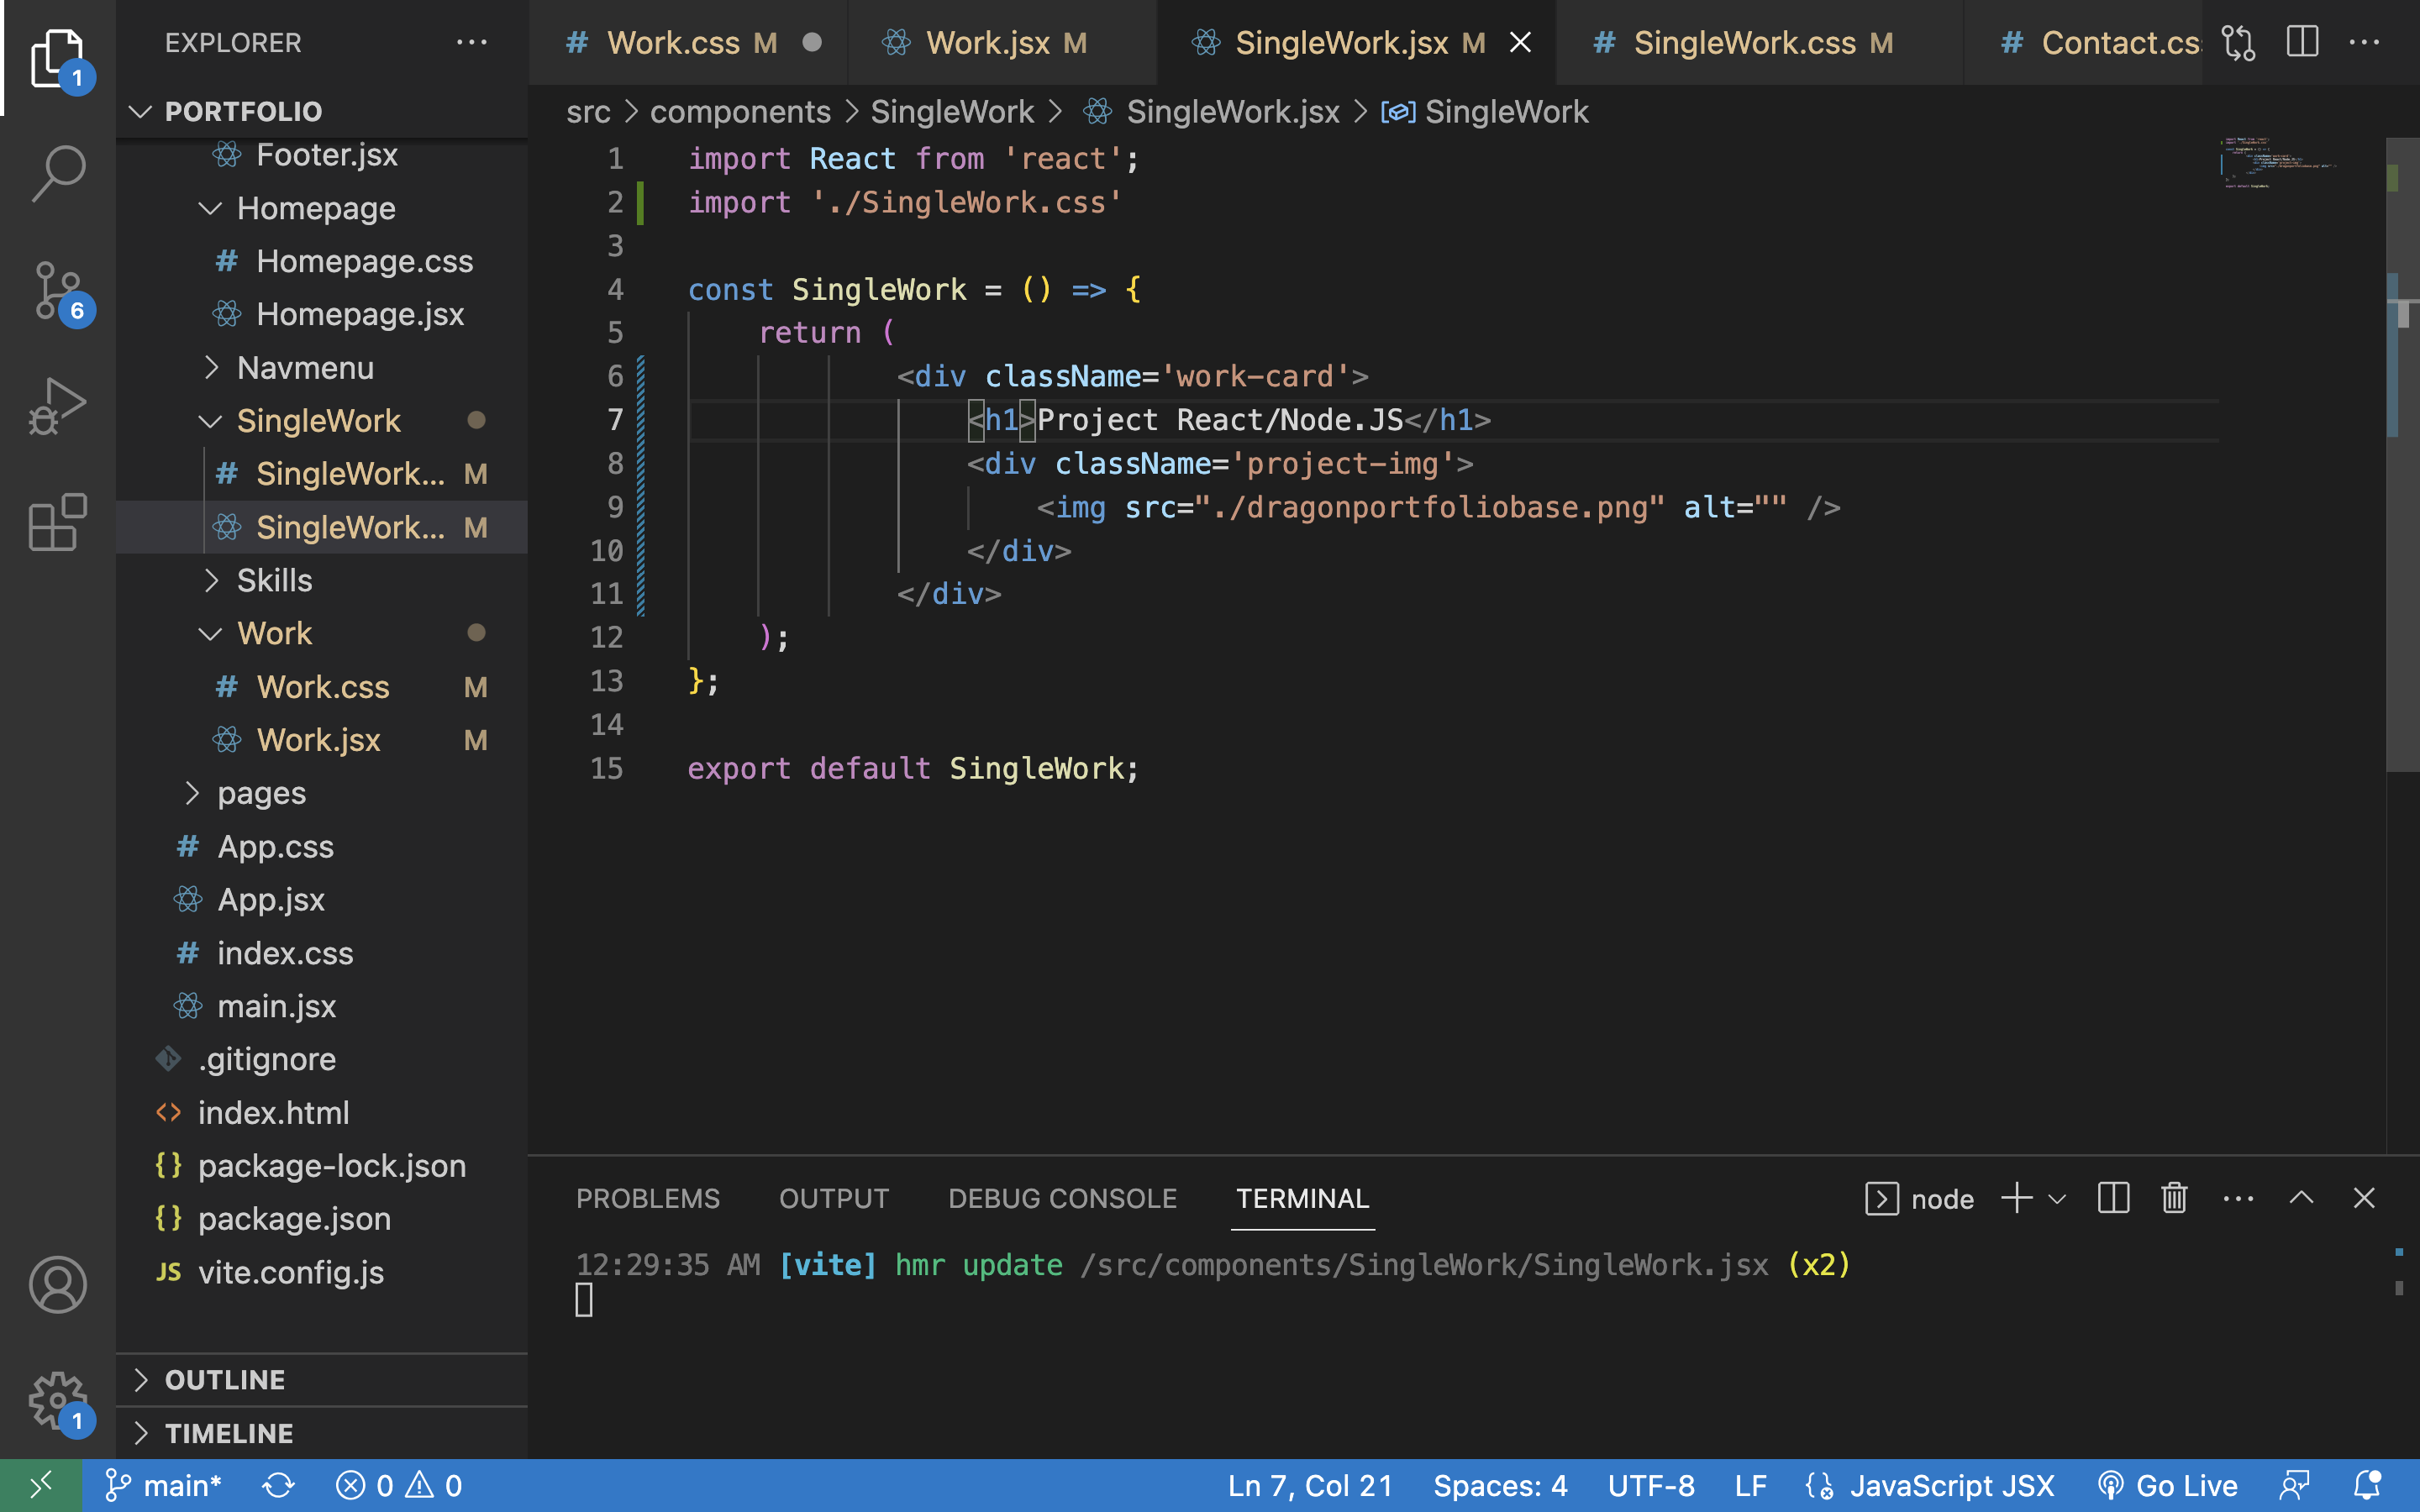 EXPLORER
PORTFOLIO
Footer.jsx
Homepage
# Homepage.css
Homepage.jsx
Navmenu
SingleWork
# SingleWork... M
SingleWork... M
Skills
Work
# Work.css M
Work.jsx M
pages
# App.css
App.jsx
# index.css
main.jsx
.gitignore
<> index.html
{} package-lock.json
{} package.json
JS vite.config.js
OUTLINE
TIMELINE
1
6
1
# Work.css M
Work.jsx M
SingleWork.jsx M
# SingleWork.css M
# Contact.cs
src > components > SingleWork > SingleWork.jsx > SingleWork
1 import React from 'react';
2 import './SingleWork.css'
3
4 const SingleWork = () => {
5 return (
6 <div className='work-card'>
7 <h1>Project React/Node.JS</h1>
8 <div className='project-img'>
9 <img src="./dragonportfoliobase.png" alt="" />
10 </div>
11 </div>
12 );
13 };
14
15 export default SingleWork;
PROBLEMS OUTPUT DEBUG CONSOLE TERMINAL
node
12:29:35 AM [vite] hmr update /src/components/SingleWork/SingleWork.jsx (x2)
main* 0 0
Ln 7, Col 21 Spaces: 4 UTF-8 LF JavaScript JSX Go Live